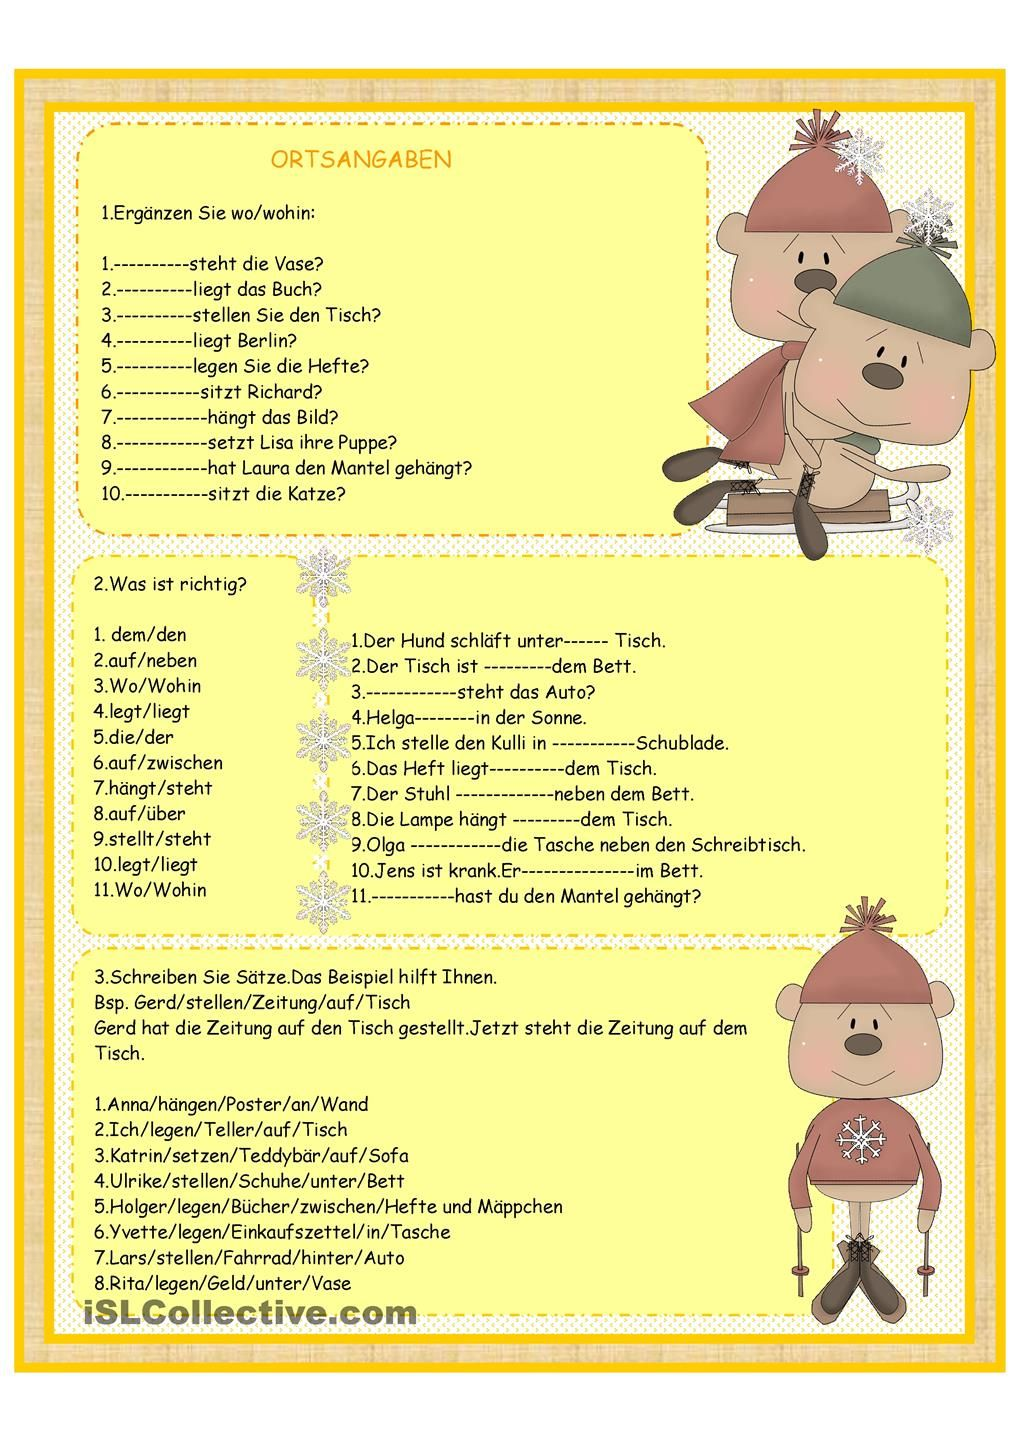 ORTSANGABEN
1.Ergänzen Sie wo/wohin:
1.----------steht die Vase?
2.----------liegt das Buch?
3.----------stellen Sie den Tisch?
4.----------liegt Berlin?
5.----------legen Sie die Hefte?
6.-----------sitzt Richard?
7.------------hängt das Bild?
8.------------setzt Lisa ihre Puppe?
9.------------hat Laura den Mantel gehängt?
10.-----------sitzt die Katze?
2.Was ist richtig?
1. dem/den
2.auf/neben
3.Wo/Wohin
4.legt/liegt
5.die/der
6.auf/zwischen
7.hängt/steht
8.auf/über
9.stellt/steht
10.legt/liegt
11.Wo/Wohin
1.Der Hund schläft unter------ Tisch.
2.Der Tisch ist ---------dem Bett.
3.------------steht das Auto?
4.Helga--------in der Sonne.
5.Ich stelle den Kulli in -----------Schublade.
6.Das Heft liegt----------dem Tisch.
7.Der Stuhl -------------neben dem Bett.
8.Die Lampe hängt ---------dem Tisch.
9.Olga ------------die Tasche neben den Schreibtisch.
10.Jens ist krank.Er---------------im Bett.
11.-----------hast du den Mantel gehängt?
3.Schreiben Sie Sätze.Das Beispiel hilft Ihnen.
Bsp. Gerd/stellen/Zeitung/auf/Tisch
Gerd hat die Zeitung auf den Tisch gestellt.Jetzt steht die Zeitung auf dem
Tisch.
1.Anna/hängen/Poster/an/Wand
2.Ich/legen/Teller/auf/Tisch
3.Katrin/setzen/Teddybär/auf/Sofa
4.Ulrike/stellen/Schuhe/unter/Bett
5.Holger/legen/Bücher/zwischen/Hefte und Mäppchen
6.Yvette/legen/Einkaufszettel/in/Tasche
7.Lars/stellen/Fahrrad/hinter/Auto
8.Rita/legen/Geld/unter/Vase
iSLCollective.com